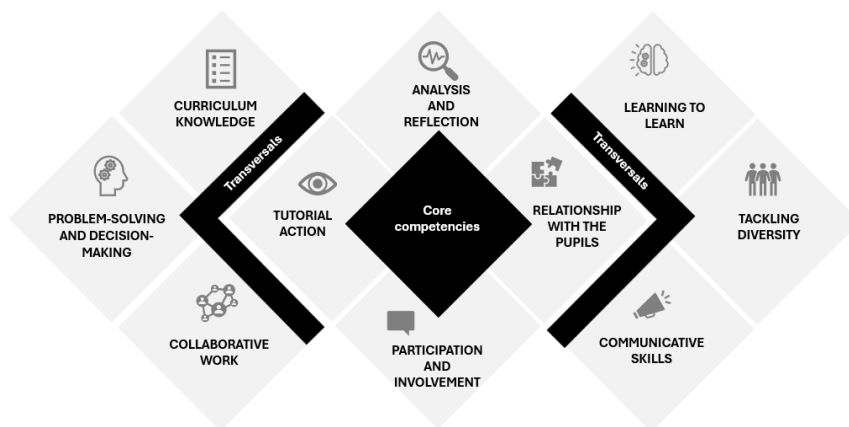 CURRICULUM
KNOWLEDGE
ANALYSIS
AND
REFLECTION
LEARNING TO
LEARN
Transversals
Transversals
PROBLEM-SOLVING
AND DECISION-
MAKING
TUTORIAL
ACTION
Core
competencies
RELATIONSHIP
WITH THE
PUPILS
TACKLING
DIVERSITY
COLLABORATIVE
WORK
PARTICIPATION
AND
INVOLVEMENT
COMMUNICATIVE
SKILLS